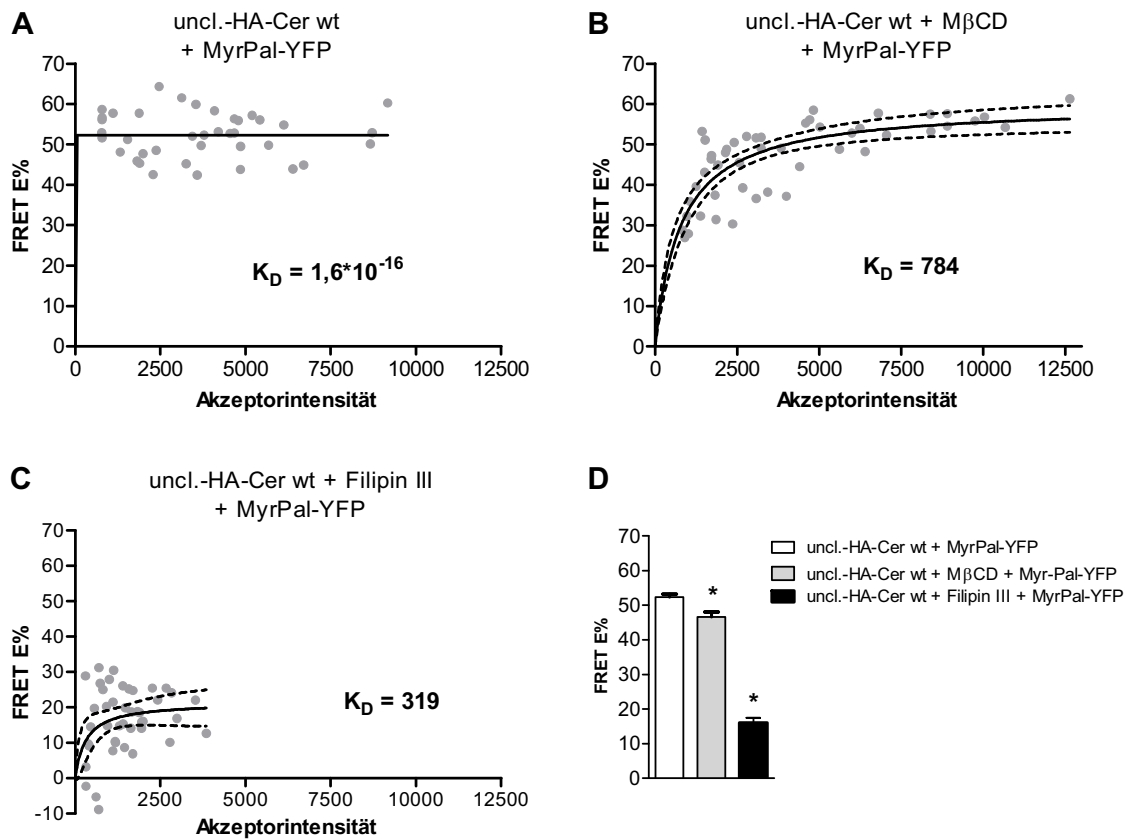 A
uncl.-HA-Cer wt
+ MyrPal-YFP
FRET E%
70
60
50
40
30
20
10
0
K_D = 1,6*10^-16
0 2500 5000 7500 10000 12500
Akzeptorintensität
B
uncl.-HA-Cer wt + MβCD
+ MyrPal-YFP
FRET E%
70
60
50
40
30
20
10
0
K_D = 784
0 2500 5000 7500 10000 12500
Akzeptorintensität
C
uncl.-HA-Cer wt + Filipin III
+ MyrPal-YFP
FRET E%
70
60
50
40
30
20
10
0
-10
K_D = 319
2500 5000 7500 10000 12500
Akzeptorintensität
D
FRET E%
70
60
50
40
30
20
10
0
*
*
uncl.-HA-Cer wt + MyrPal-YFP
uncl.-HA-Cer wt + MβCD + Myr-Pal-YFP
uncl.-HA-Cer wt + Filipin III + MyrPal-YFP